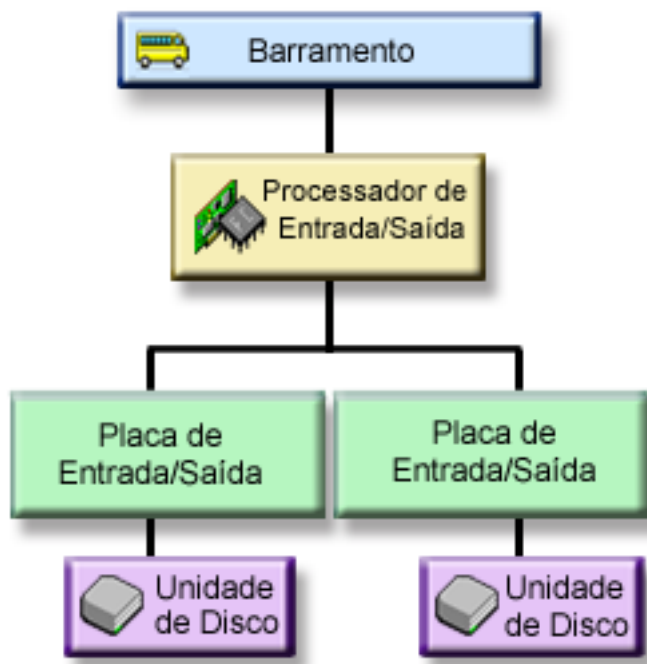 Barramento
Processador de
Entrada/Saída
Placa de
Entrada/Saída
Placa de
Entrada/Saída
Unidade
de Disco
Unidade
de Disco